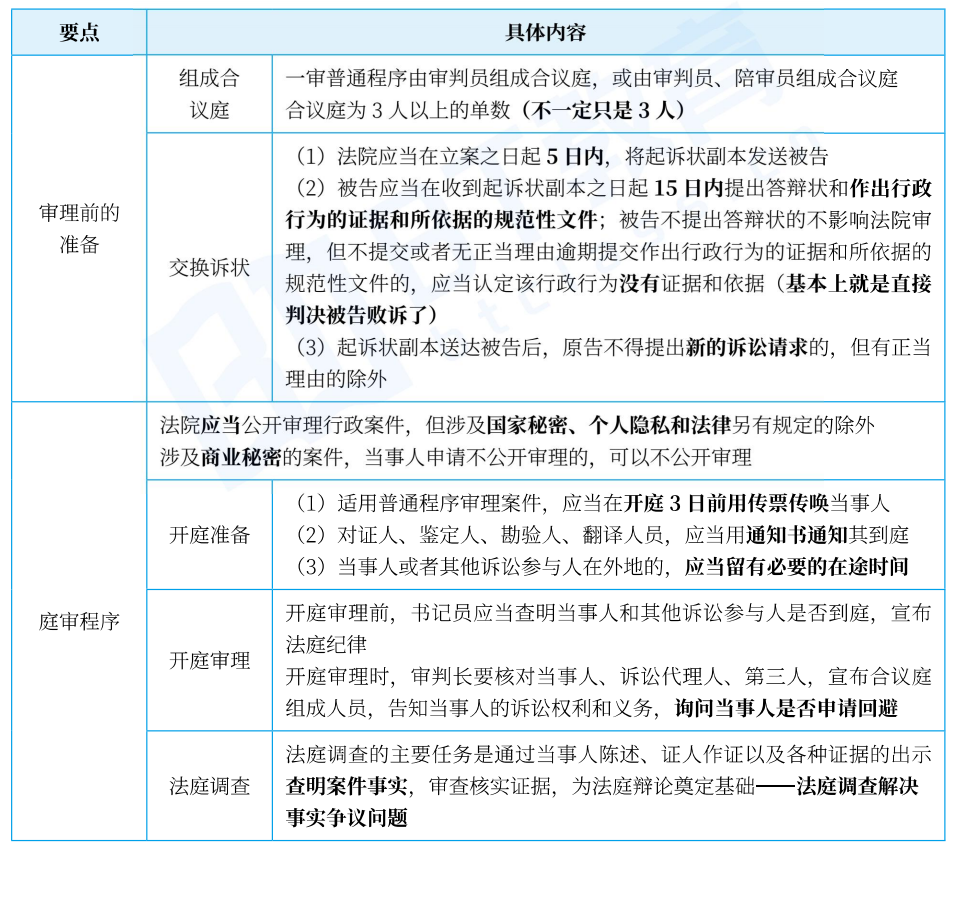 要点
具体内容
审理前的
准备
组成合
议庭
一审普通程序由审判员组成合议庭，或由审判员、陪审员组成合议庭
合议庭为 3 人以上的单数（不一定只是 3 人）
交换诉状
（1）法院应当在立案之日起 5 日内，将起诉状副本发送被告
（2）被告应当在收到起诉状副本之日起 15 日内提出答辩状和作出行政
行为的证据和所依据的规范性文件；被告不提出答辩状的不影响法院审
理，但不提交或者无正当理由逾期提交作出行政行为的证据和所依据的
规范性文件的，应当认定该行政行为没有证据和依据（基本上就是直接
判决被告败诉了）
（3）起诉状副本送达被告后，原告不得提出新的诉讼请求的，但有正当
理由的除外
庭审程序
法院应当公开审理行政案件，但涉及国家秘密、个人隐私和法律另有规定的除外
涉及商业秘密的案件，当事人申请不公开审理的，可以不公开审理
开庭准备
（1）适用普通程序审理案件，应当在开庭 3 日前用传票传唤当事人
（2）对证人、鉴定人、勘验人、翻译人员，应当用通知书通知其到庭
（3）当事人或者其他诉讼参与人在外地的，应当留有必要的在途时间
开庭审理
开庭审理前，书记员应当查明当事人和其他诉讼参与人是否到庭，宣布
法庭纪律
开庭审理时，审判长要核对当事人、诉讼代理人、第三人，宣布合议庭
组成人员，告知当事人的诉讼权利和义务，询问当事人是否申请回避
法庭调查
法庭调查的主要任务是通过当事人陈述、证人作证以及各种证据的出示
查明案件事实，审查核实证据，为法庭辩论奠定基础——法庭调查解决
事实争议问题